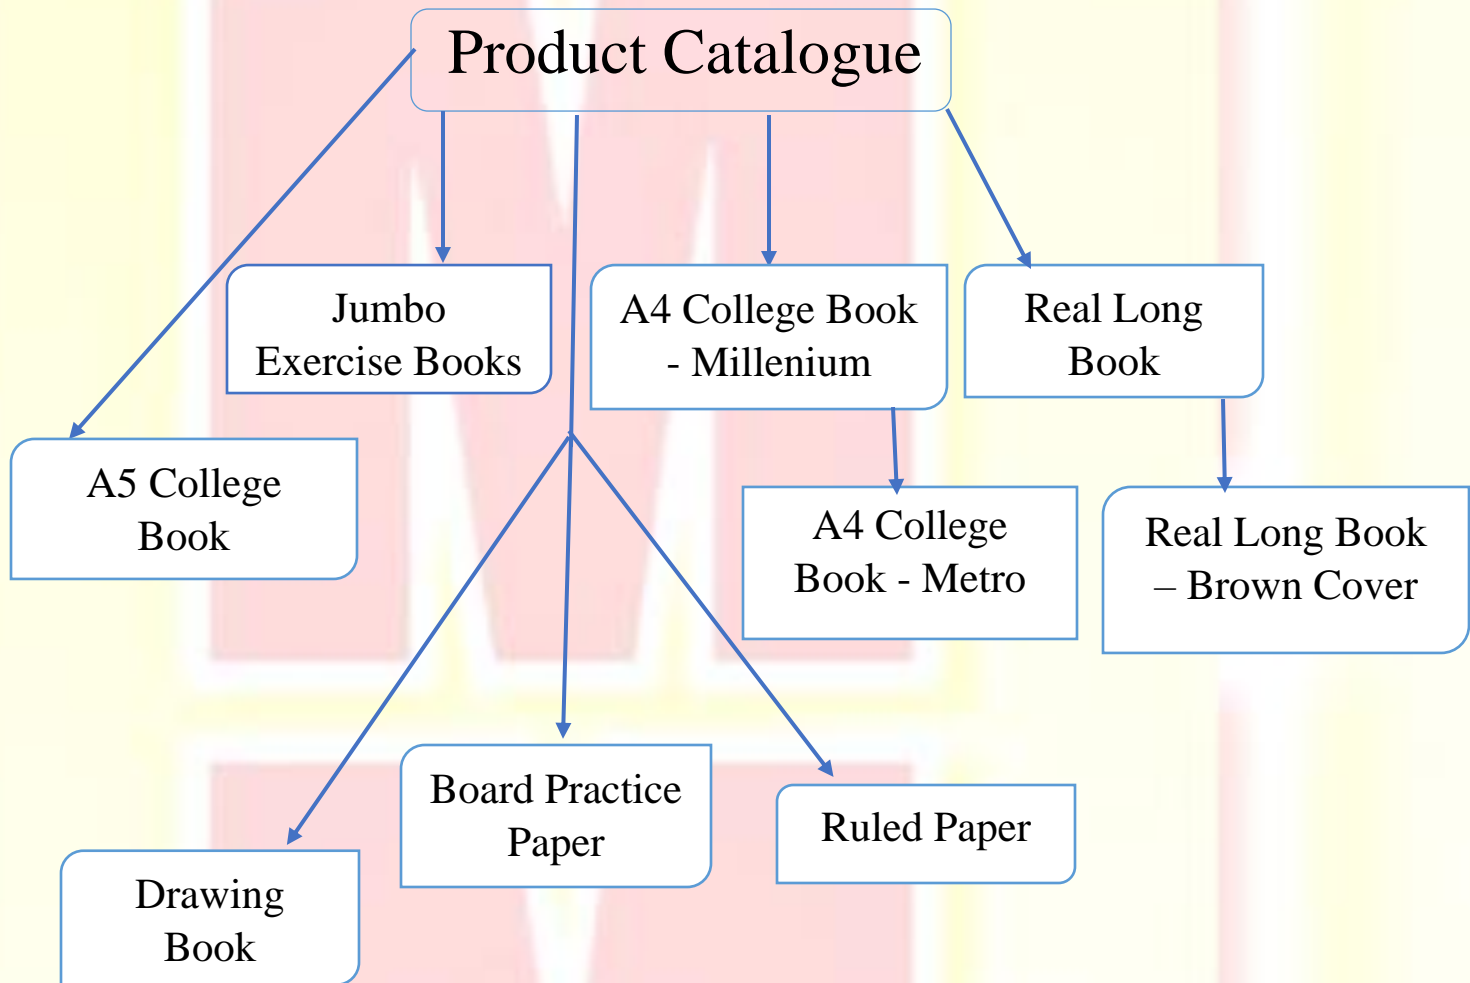 Product Catalogue
Jumbo
Exercise Books
A4 College Book
- Millenium
Real Long
Book
A5 College
Book
A4 College
Book - Metro
Real Long Book
– Brown Cover
Board Practice
Paper
Ruled Paper
Drawing
Book